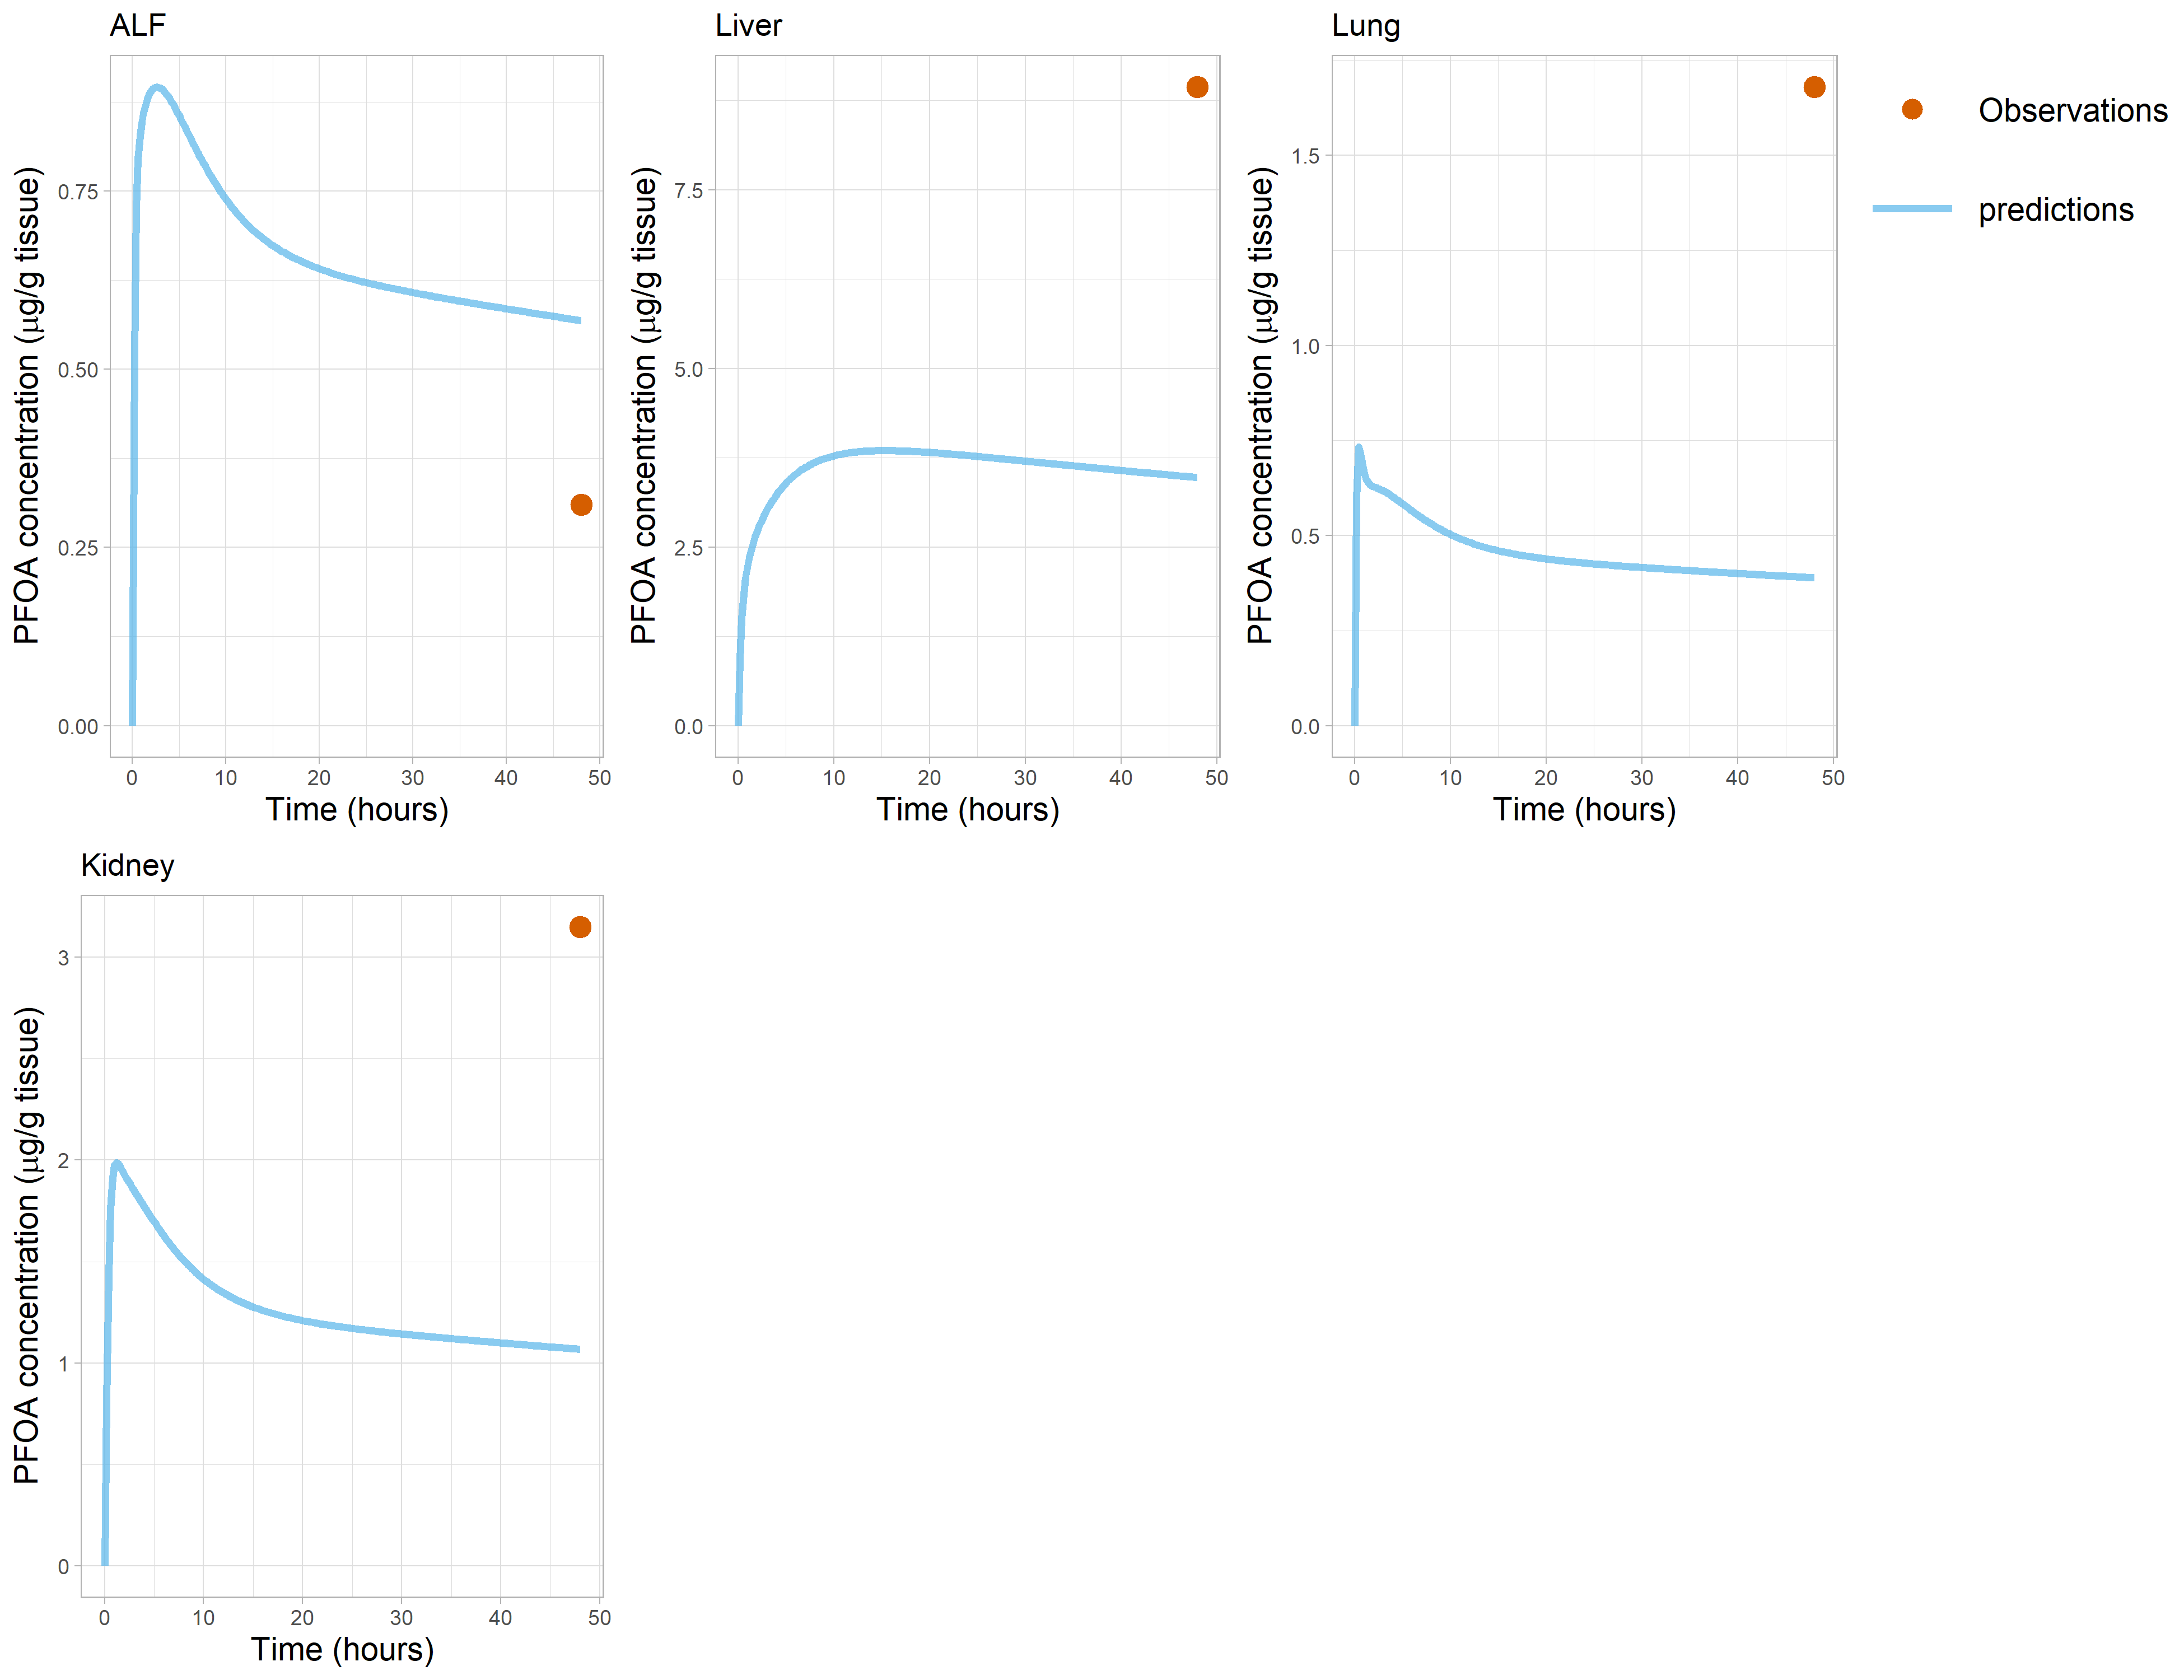 ALF
PFOA concentration (μg/g tissue)
0.75
0.50
0.25
0.00
0 10 20 30 40 50
Time (hours)
Liver
PFOA concentration (μg/g tissue)
7.5
5.0
2.5
0.0
0 10 20 30 40 50
Time (hours)
Lung
PFOA concentration (μg/g tissue)
1.5
1.0
0.5
0.0
0 10 20 30 40 50
Time (hours)
Observations
predictions
Kidney
PFOA concentration (μg/g tissue)
3
2
1
0
0 10 20 30 40 50
Time (hours)